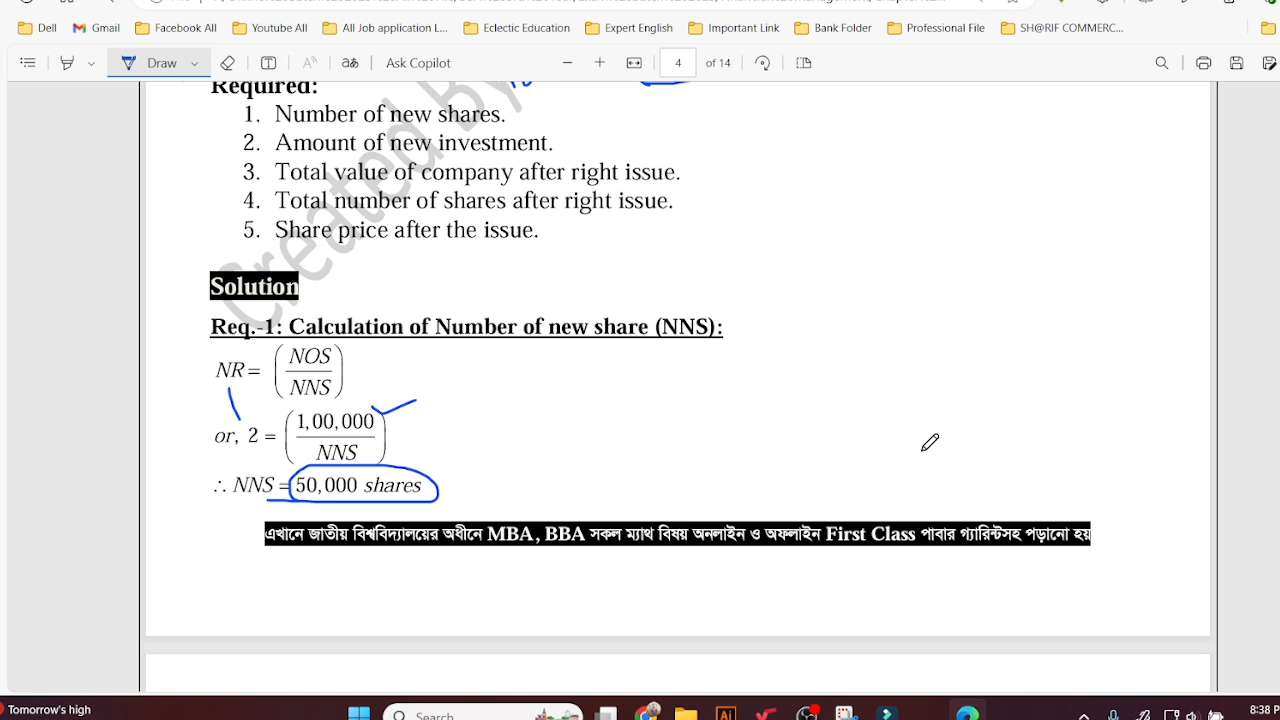 Dell Gmail Facebook All Youtube All All Job application L... Eclectic Education Expert English Important Link Bank Folder Professional File SH@RIF COMMERC...
Draw Ask Copilot 4 of 14
Required:
1. Number of new shares.
2. Amount of new investment.
3. Total value of company after right issue.
4. Total number of shares after right issue.
5. Share price after the issue.
Created By
Solution
Req.-1: Calculation of Number of new share (NNS):
NR = (NOS/NNS)
or, 2 = (1,00,000/NNS)
∴ NNS = 50,000 shares
এখানে জাতীয় বিশ্ববিদ্যালয়ের অধীনে MBA, BBA সকল ম্যাথ বিষয় অনলাইন ও অফলাইন First Class পাবার গ্যারিন্টিসহ পড়ানো হয়
Tomorrow's high Search 8:38 P